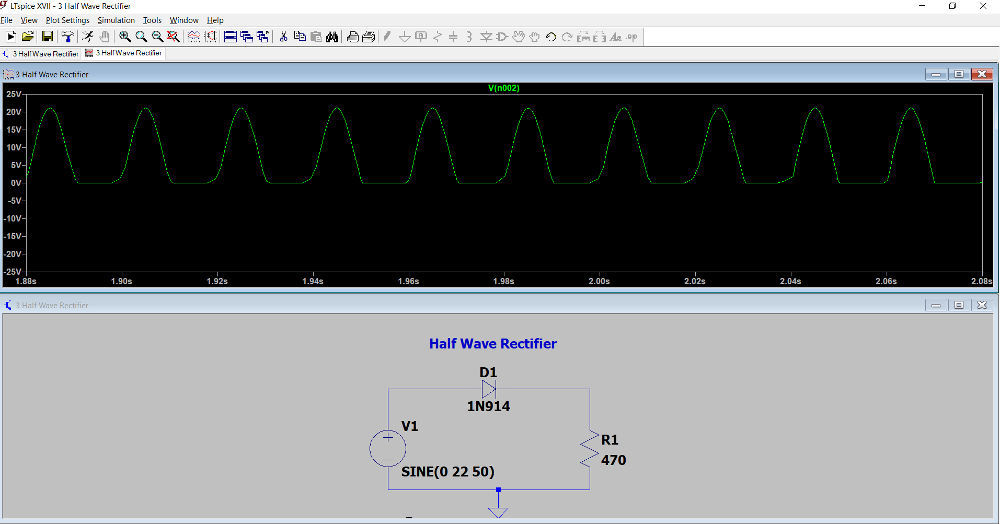 LTspice XVII - 3 Half Wave Rectifier
File View Plot Settings Simulation Tools Window Help
3 Half Wave Rectifier 3 Half Wave Rectifier
3 Half Wave Rectifier
V(n002)
25V
20V
15V
10V
5V
0V
-5V
-10V
-15V
-20V
-25V
1.88s 1.90s 1.92s 1.94s 1.96s 1.98s 2.00s 2.02s 2.04s 2.06s 2.08s
3 Half Wave Rectifier
Half Wave Rectifier
D1
1N914
V1
R1
470
SINE(0 22 50)